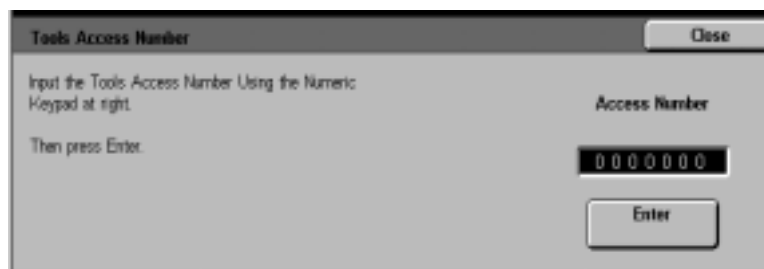 Tools Access Number
Close
Input the Tools Access Number Using the Numeric
Keypad at right.
Access Number
Then press Enter.
0000000
Enter